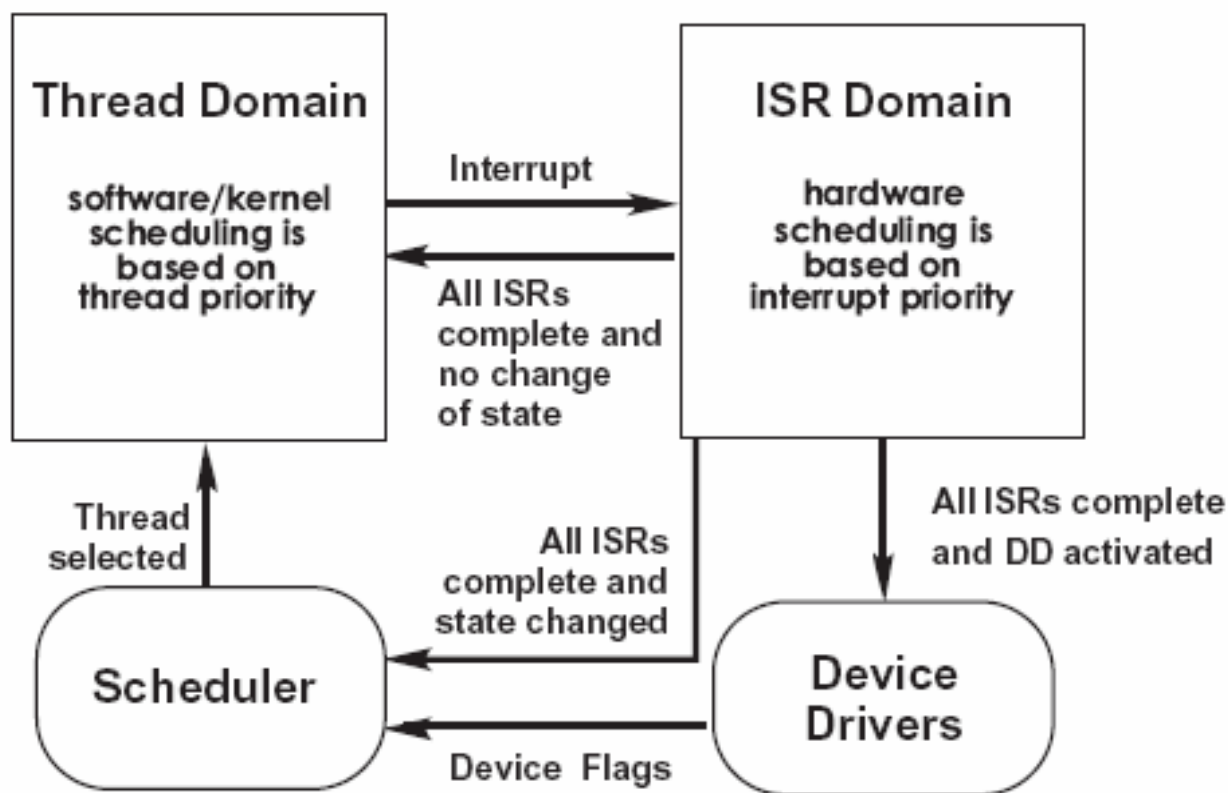 Thread Domain
software/kernel
scheduling is
based on
thread priority
Interrupt
All ISRs
complete and
no change
of state
ISR Domain
hardware
scheduling is
based on
interrupt priority
Thread
selected
All ISRs
complete and
state changed
All ISRs complete
and DD activated
Scheduler
Device
Drivers
Device Flags